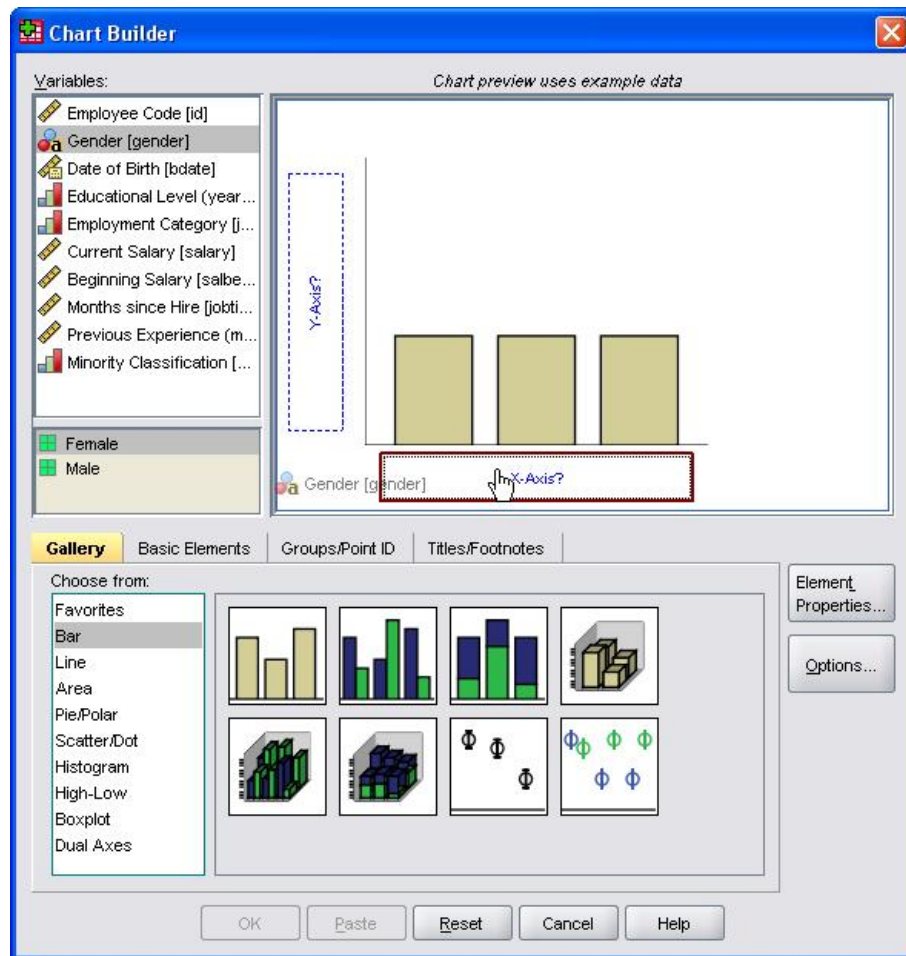 Chart Builder
Variables:
Chart preview uses example data
Employee Code [id]
Gender [gender]
Date of Birth [bdate]
Educational Level (year...
Employment Category [j...
Current Salary [salary]
Beginning Salary [salbe...
Months since Hire [jobti...
Previous Experience (m...
Minority Classification [...
Female
Male
Y-Axis?
Gender [gender]
X-Axis?
Gallery
Basic Elements
Groups/Point ID
Titles/Footnotes
Choose from:
Favorites
Bar
Line
Area
Pie/Polar
Scatter/Dot
Histogram
High-Low
Boxplot
Dual Axes
Element
Properties...
Options...
OK
Paste
Reset
Cancel
Help